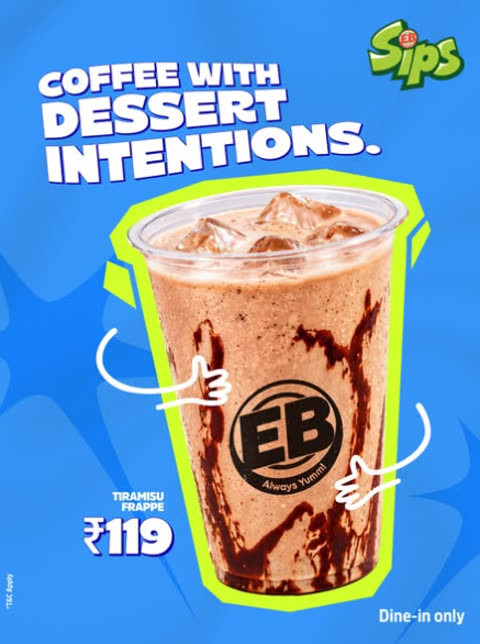 EB
Sips
COFFEE WITH
DESSERT
INTENTIONS.
EB
Always Yumm!
TIRAMISU
FRAPPE
₹119
*T&C Apply
Dine-in only